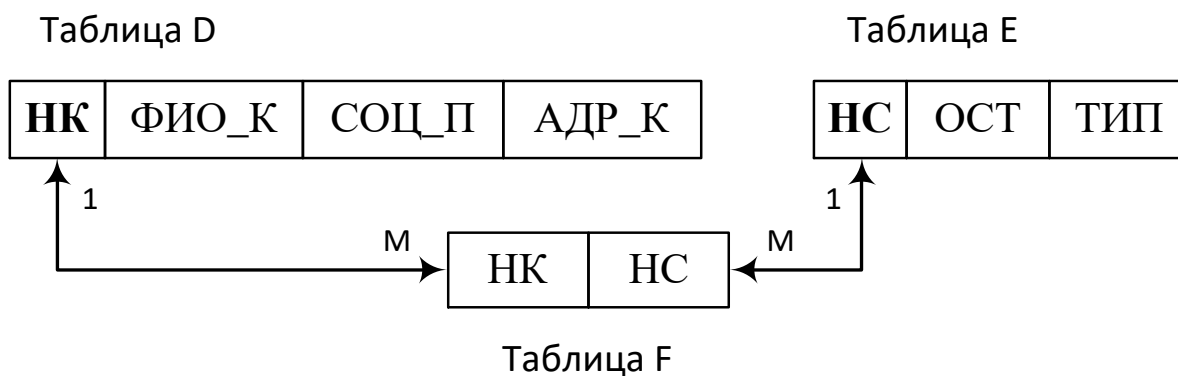 Таблица D Таблица E
НК ФИО_К СОЦ_П АДР_К НС ОСТ ТИП
1 1
М М
НК НС
Таблица F